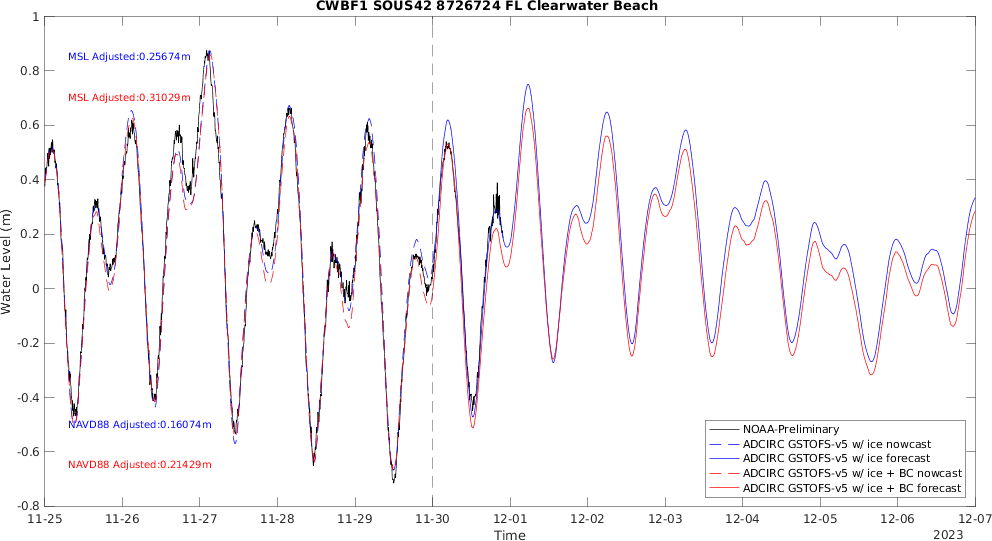 CWBF1 SOUS42 8726724 FL Clearwater Beach
1
0.8
0.6
0.4
0.2
0
-0.2
-0.4
-0.6
-0.8
Water Level (m)
MSL Adjusted:0.25674m
MSL Adjusted:0.31029m
NAVD88 Adjusted:0.16074m
NAVD88 Adjusted:0.21429m
NOAA-Preliminary
ADCIRC GSTOFS-v5 w/ ice nowcast
ADCIRC GSTOFS-v5 w/ ice forecast
ADCIRC GSTOFS-v5 w/ ice + BC nowcast
ADCIRC GSTOFS-v5 w/ ice + BC forecast
11-25 11-26 11-27 11-28 11-29 11-30 12-01 12-02 12-03 12-04 12-05 12-06 12-07
Time
2023